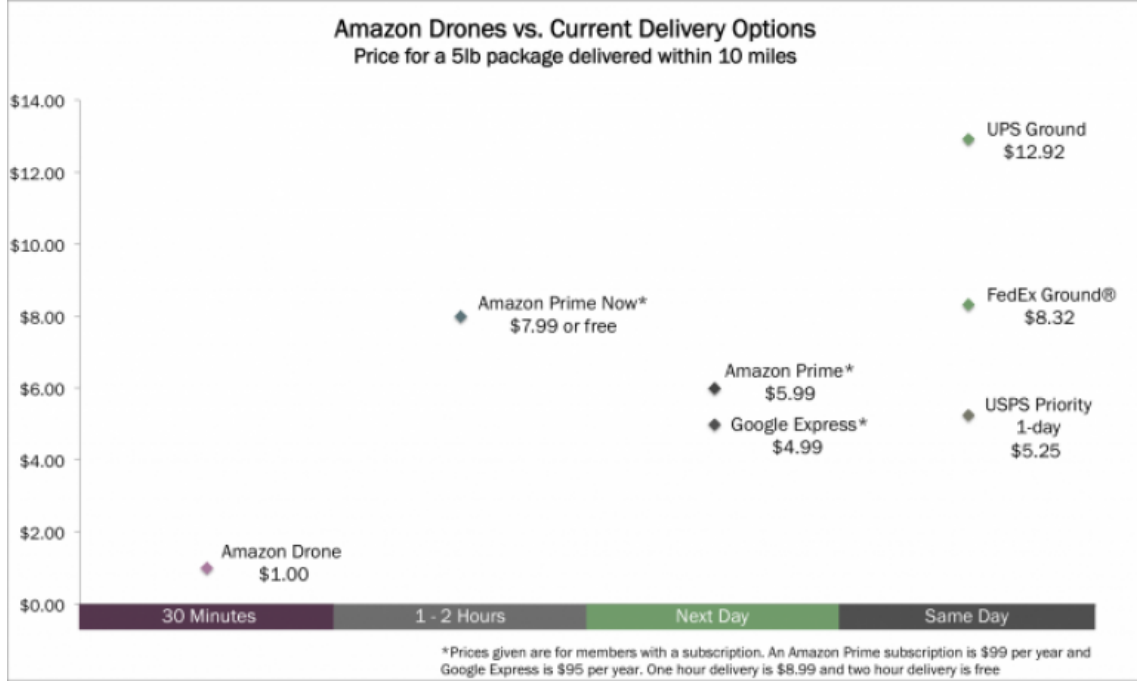 Amazon Drones vs. Current Delivery Options
Price for a 5lb package delivered within 10 miles
$14.00
$12.00
$10.00
$8.00
$6.00
$4.00
$2.00
$0.00
UPS Ground
$12.92
FedEx Ground®
$8.32
Amazon Prime Now*
$7.99 or free
Amazon Prime*
$5.99
Google Express*
$4.99
USPS Priority
1-day
$5.25
Amazon Drone
$1.00
30 Minutes
1 - 2 Hours
Next Day
Same Day
*Prices given are for members with a subscription. An Amazon Prime subscription is $99 per year and
Google Express is $95 per year. One hour delivery is $8.99 and two hour delivery is free